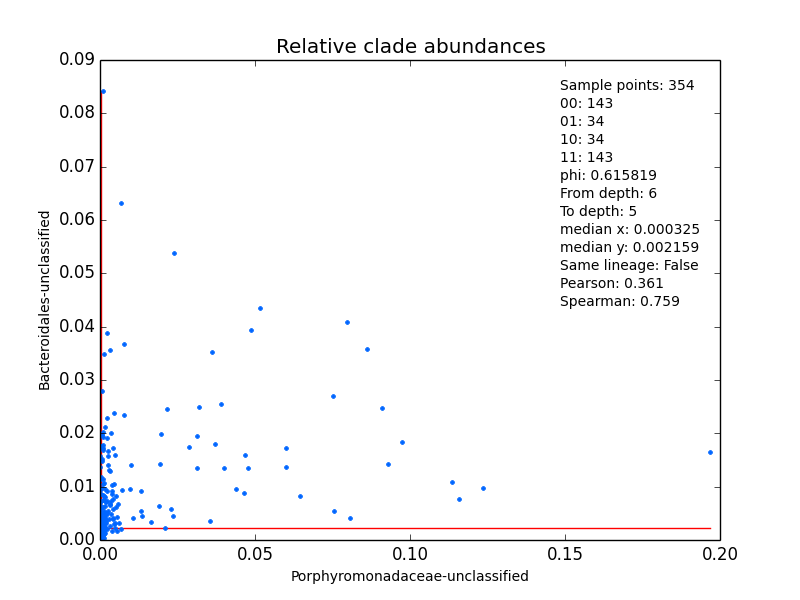 Relative clade abundances
0.09
0.08
0.07
0.06
0.05
0.04
0.03
0.02
0.01
0.00
Bacteroidales-unclassified
Sample points: 354
00: 143
01: 34
10: 34
11: 143
phi: 0.615819
From depth: 6
To depth: 5
median x: 0.000325
median y: 0.002159
Same lineage: False
Pearson: 0.361
Spearman: 0.759
0.00 0.05 0.10 0.15 0.20
Porphyromonadaceae-unclassified